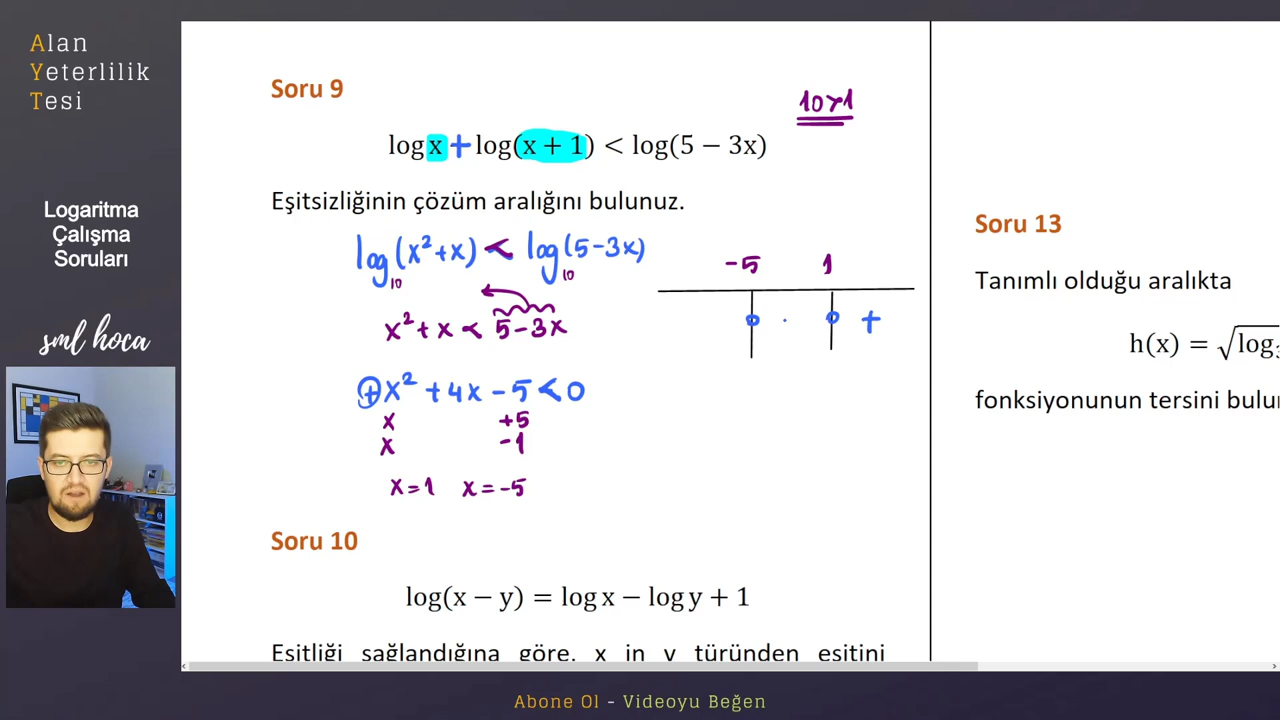 Alan
Yeterlilik
Tesi
Logaritma
Çalışma
Soruları
sml hoca
Soru 9
10>1
log x + log(x + 1) < log(5 − 3x)
Eşitsizliğinin çözüm aralığını bulunuz.
log₁₀(x²+x) < log₁₀(5−3x)
x²+x < 5−3x
+x²+4x−5<0
x +5
x −1
x=1 x=−5
−5 1
+
Soru 10
log(x − y) = log x − log y + 1
Eşitliği sağlandığına göre, x in y türünden eşitini
Soru 13
Tanımlı olduğu aralıkta
h(x) = √log₃
fonksiyonunun tersini
Abone Ol - Videoyu Beğen